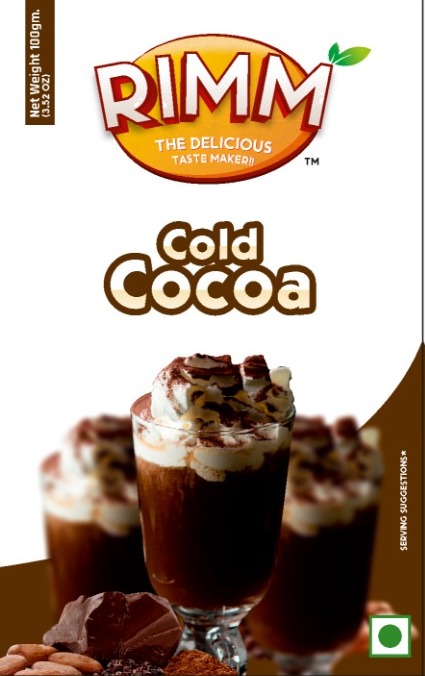 Net Weight 100gm.
(3.52 OZ)
RIMM
THE DELICIOUS
TASTE MAKER!!
TM
Cold
Cocoa
SERVING SUGGESTIONS*